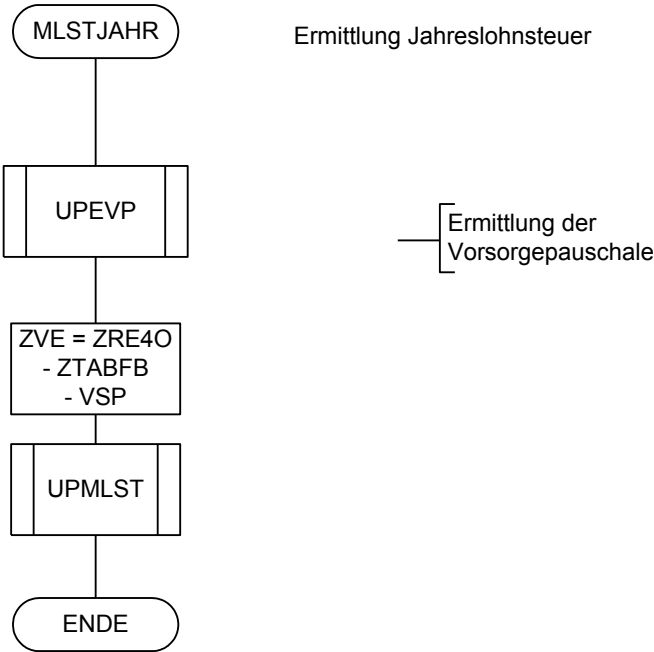 MLSTJAHR
Ermittlung Jahreslohnsteuer
UPEVP
Ermittlung der
Vorsorgepauschale
ZVE = ZRE4O
- ZTABFB
- VSP
UPMLST
ENDE